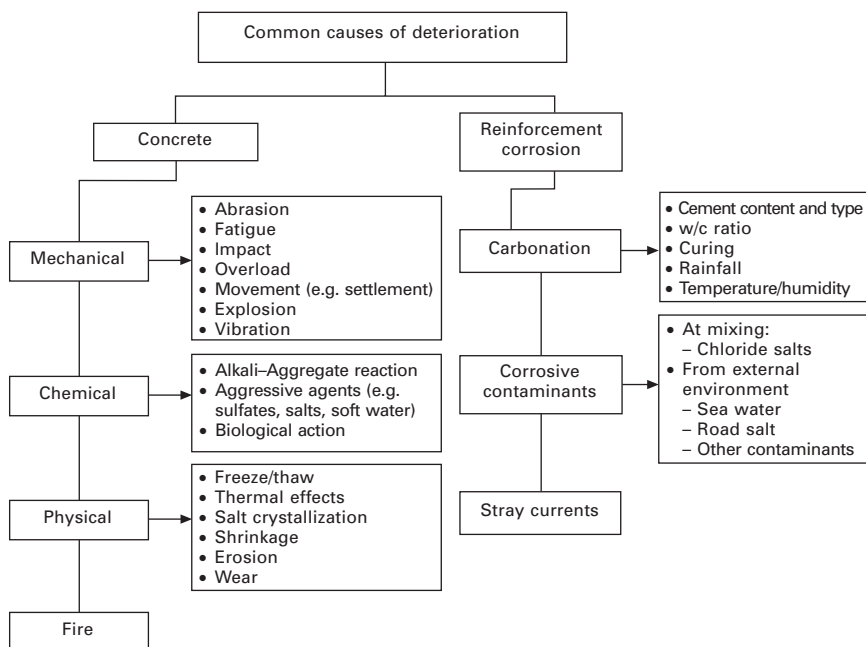 Common causes of deterioration
Concrete
Reinforcement
corrosion
Mechanical
• Abrasion
• Fatigue
• Impact
• Overload
• Movement (e.g. settlement)
• Explosion
• Vibration
Carbonation
• Cement content and type
• w/c ratio
• Curing
• Rainfall
• Temperature/humidity
Chemical
• Alkali–Aggregate reaction
• Aggressive agents (e.g.
sulfates, salts, soft water)
• Biological action
Corrosive
contaminants
• At mixing:
– Chloride salts
• From external
environment
– Sea water
– Road salt
– Other contaminants
Physical
• Freeze/thaw
• Thermal effects
• Salt crystallization
• Shrinkage
• Erosion
• Wear
Stray currents
Fire